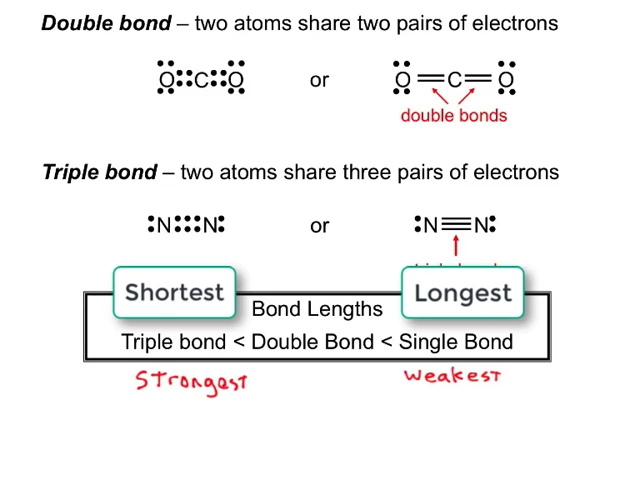 Double bond – two atoms share two pairs of electrons
O::C::O or O=C=O
double bonds
Triple bond – two atoms share three pairs of electrons
:N:::N: or :N≡N:
Shortest Longest
Bond Lengths
Triple bond < Double Bond < Single Bond
Strongest weakest